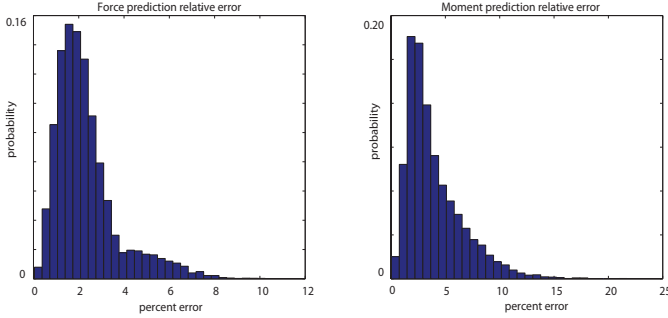 Force prediction relative error
0.16
probability
0
0 2 4 6 8 10 12
percent error
Moment prediction relative error
0.20
probability
0
0 5 10 15 20 25
percent error